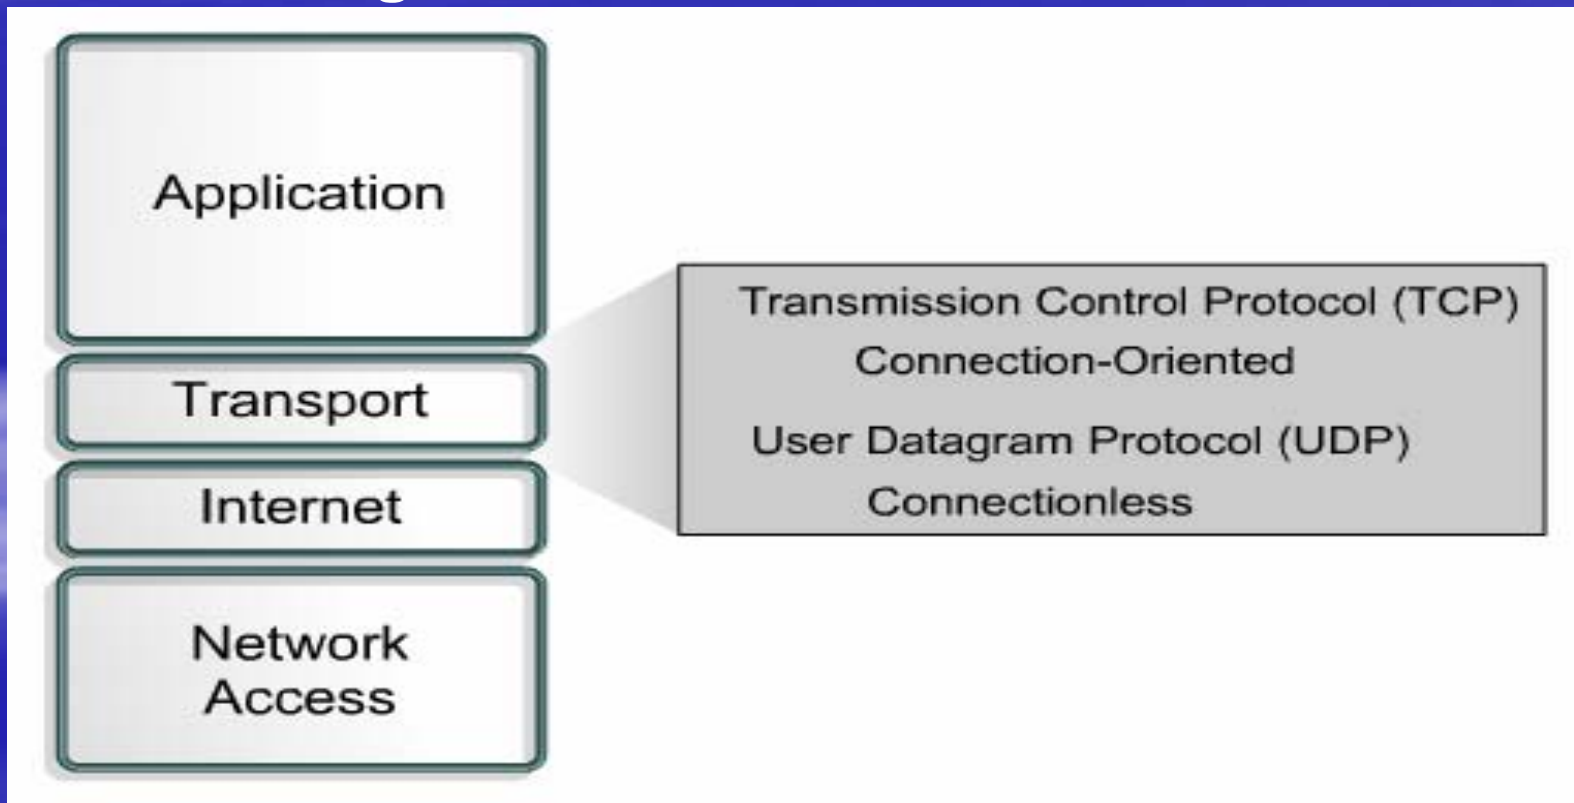 Application
Transport
Internet
Network
Access
Transmission Control Protocol (TCP)
Connection-Oriented
User Datagram Protocol (UDP)
Connectionless